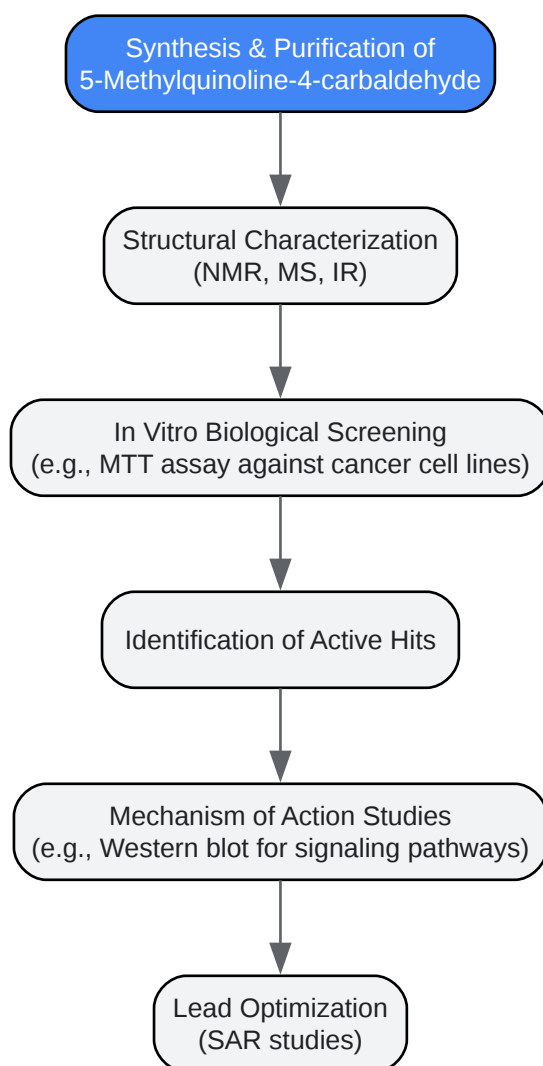 Synthesis & Purification of
5-Methylquinoline-4-carbaldehyde
Structural Characterization
(NMR, MS, IR)
In Vitro Biological Screening
(e.g., MTT assay against cancer cell lines)
Identification of Active Hits
Mechanism of Action Studies
(e.g., Western blot for signaling pathways)
Lead Optimization
(SAR studies)